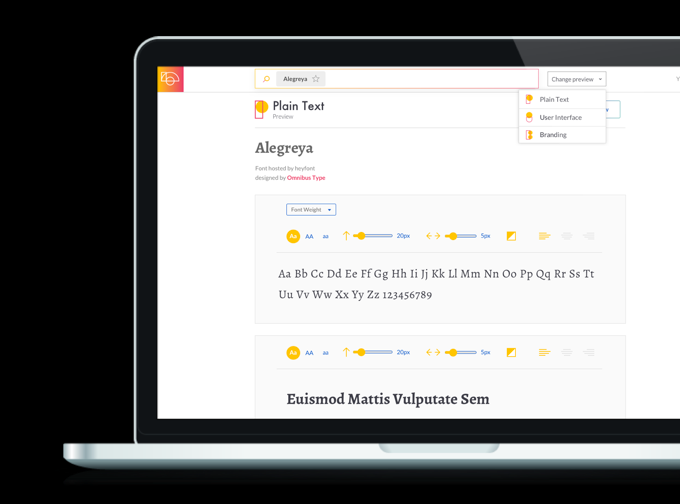 Alegreya
Change preview
Y
Plain Text
Preview
Plain Text
User Interface
Branding
w
Alegreya
Font hosted by heyfont
designed by Omnibus Type
Font Weight
Aa AA aa 20px 5px
Aa Bb Cc Dd Ee Ff Gg Hh Ii Jj Kk Ll Mm Nn Oo Pp Qq Rr Ss Tt
Uu Vv Ww Xx Yy Zz 123456789
Aa AA aa 20px 5px
Euismod Mattis Vulputate Sem